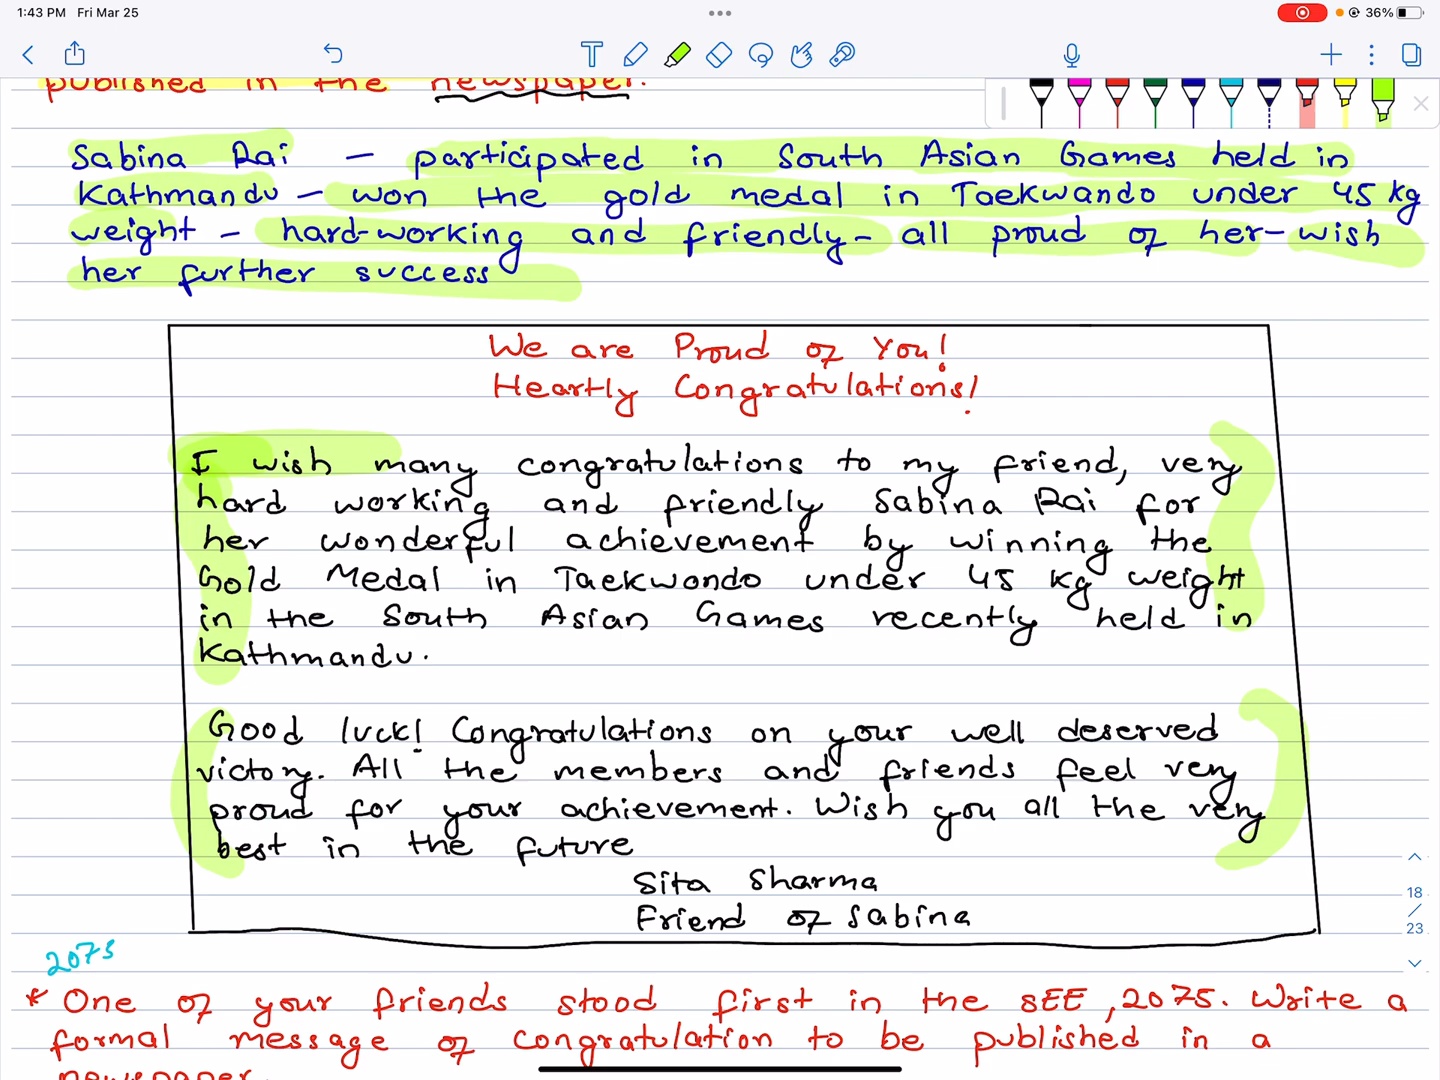 1:43 PM Fri Mar 25
36%
published in the newspaper.
Sabina Rai – participated in South Asian Games held in
Kathmandu – won the gold medal in Taekwando under 45 kg
weight – hard-working and friendly – all proud of her – wish
her further success
We are Proud of You!
Heartly Congratulations!
I wish many congratulations to my friend, very
hard working and friendly Sabina Rai for
her wonderful achievement by winning the
Gold Medal in Taekwondo under 45 kg weight
in the South Asian Games recently held in
Kathmandu.
Good luck! Congratulations on your well deserved
victory. All the members and friends feel very
proud for your achievement. Wish you all the very
best in the future
Sita Sharma
Friend of Sabina
18
/
23
2075
* One of your friends stood first in the SEE, 2075. Write a
formal message of congratulation to be published in a
newspaper.